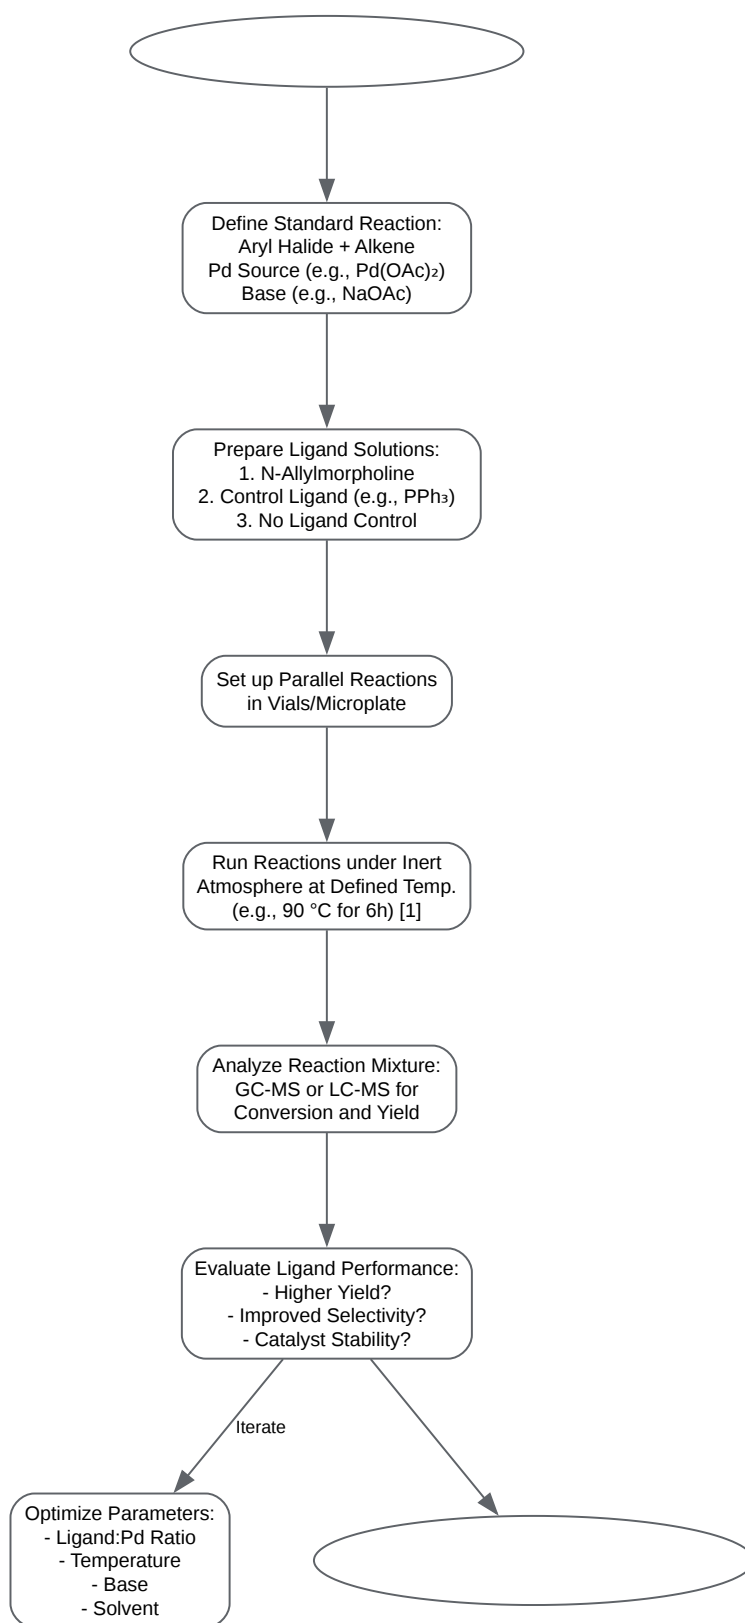 Define Standard Reaction:
Aryl Halide + Alkene
Pd Source (e.g., Pd(OAc)₂)
Base (e.g., NaOAc)
Prepare Ligand Solutions:
1. N-Allylmorpholine
2. Control Ligand (e.g., PPh₃)
3. No Ligand Control
Set up Parallel Reactions
in Vials/Microplate
Run Reactions under Inert
Atmosphere at Defined Temp.
(e.g., 90 °C for 6h) [1]
Analyze Reaction Mixture:
GC-MS or LC-MS for
Conversion and Yield
Evaluate Ligand Performance:
- Higher Yield?
- Improved Selectivity?
- Catalyst Stability?
Iterate
Optimize Parameters:
- Ligand:Pd Ratio
- Temperature
- Base
- Solvent